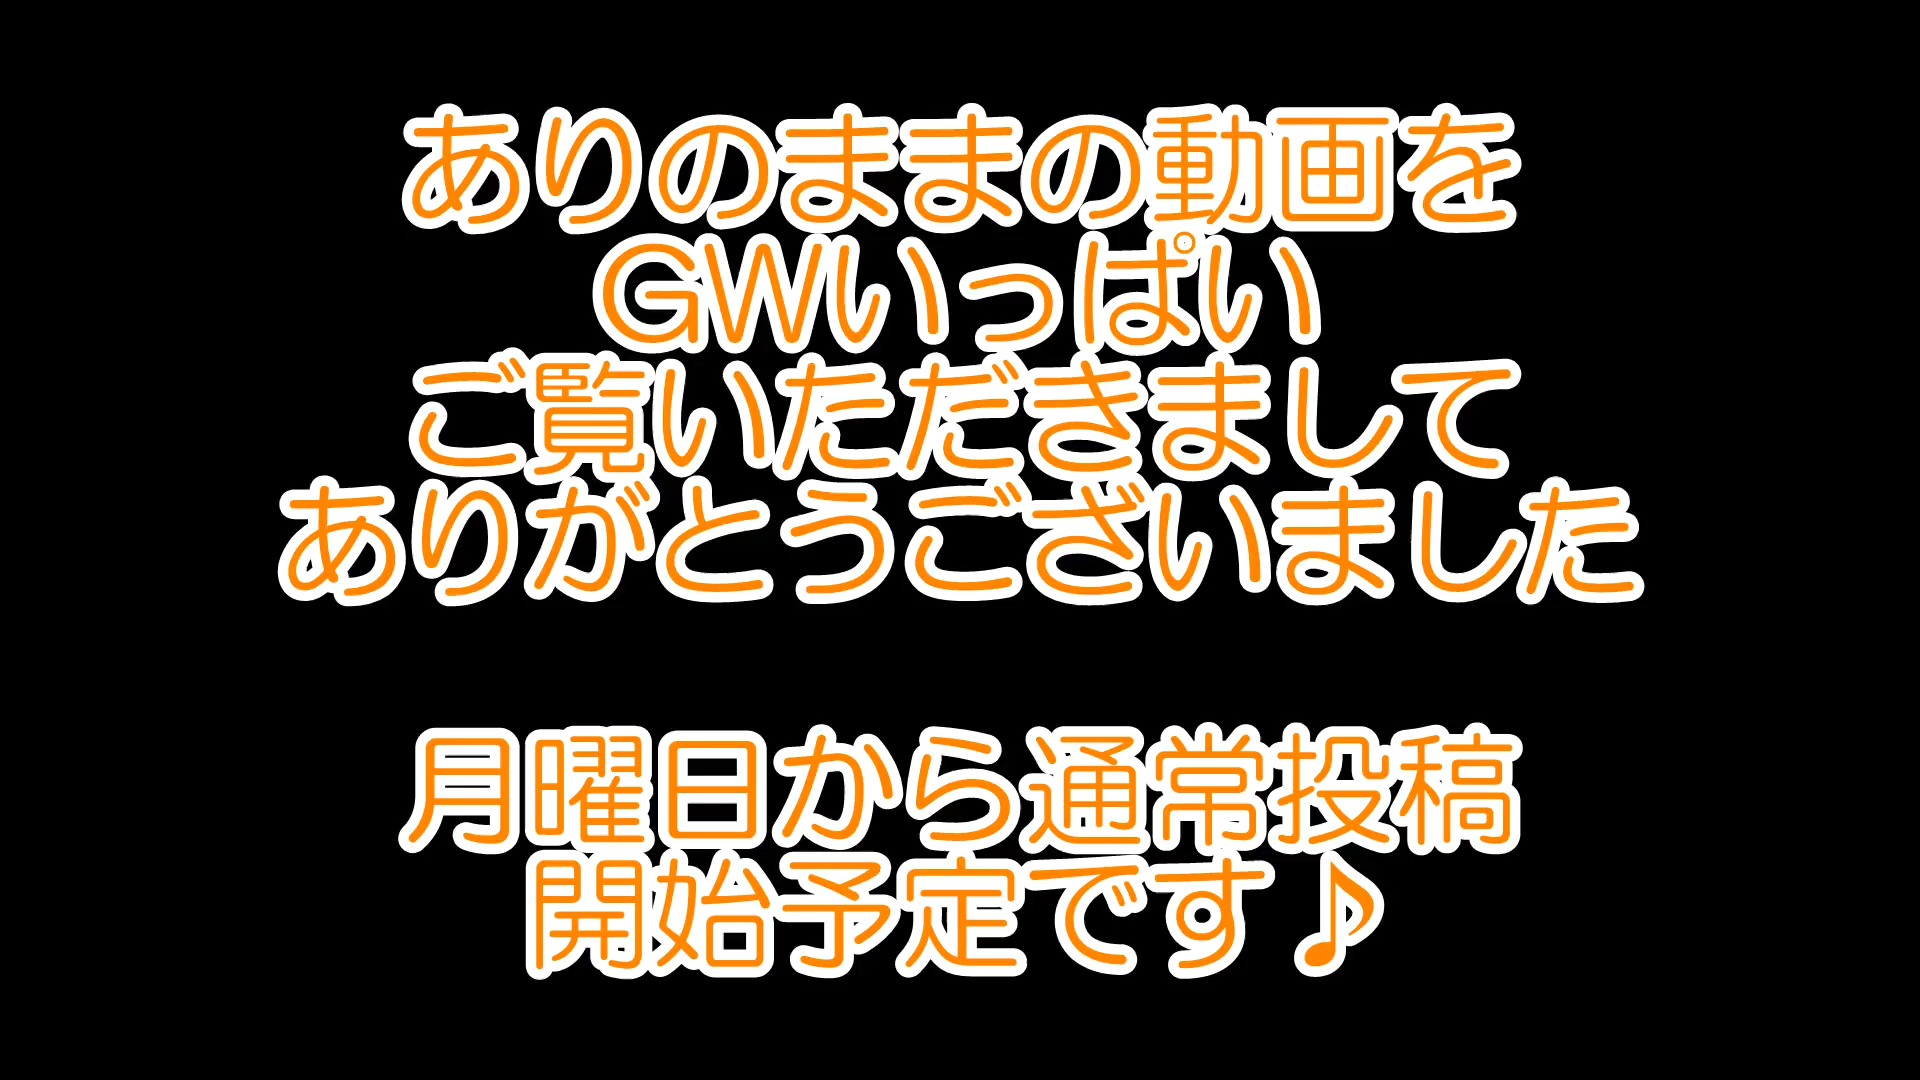 ありのままの動画を
GWいっぱい
ご覧いただきまして
ありがとうございました
月曜日から通常投稿
開始予定です♪